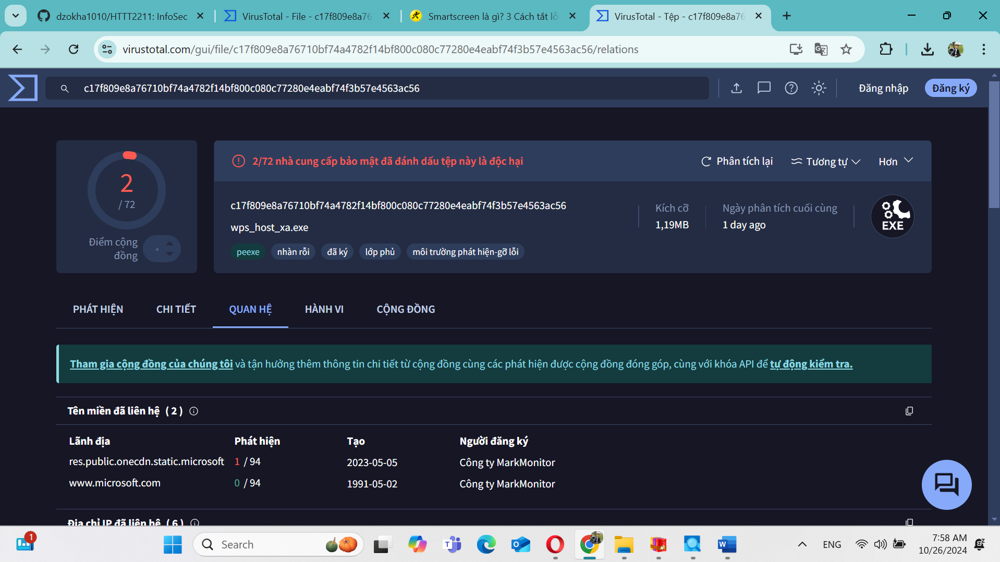 dzokha1010/HTTT2211: InfoSec
VirusTotal - File - c17f809e8a76
Smartscreen là gì? 3 Cách tắt lỗ
VirusTotal - Tệp - c17f809e8a76
virustotal.com/gui/file/c17f809e8a76710bf74a4782f14bf800c080c77280e4eabf74f3b57e4563ac56/relations
c17f809e8a76710bf74a4782f14bf800c080c77280e4eabf74f3b57e4563ac56
Đăng nhập
Đăng ký
2
/ 72
Điểm cộng
đồng
2/72 nhà cung cấp bảo mật đã đánh dấu tệp này là độc hại
Phân tích lại
Tương tự
Hơn
c17f809e8a76710bf74a4782f14bf800c080c77280e4eabf74f3b57e4563ac56
wps_host_xa.exe
peexe
nhàn rỗi
đã ký
lớp phủ
môi trường phát hiện-gỡ lỗi
Kích cỡ
1,19MB
Ngày phân tích cuối cùng
1 day ago
EXE
PHÁT HIỆN
CHI TIẾT
QUAN HỆ
HÀNH VI
CỘNG ĐỒNG
Tham gia cộng đồng của chúng tôi và tận hưởng thêm thông tin chi tiết từ cộng đồng cùng các phát hiện được cộng đồng đóng góp, cùng với khóa API để tự động kiểm tra.
Tên miền đã liên hệ ( 2 )
Lãnh địa Phát hiện Tạo Người đăng ký
res.public.onecdn.static.microsoft 1 / 94 2023-05-05 Công ty MarkMonitor
www.microsoft.com 0 / 94 1991-05-02 Công ty MarkMonitor
Địa chỉ IP đã liên hệ ( 6 )
1
Search
ENG
7:58 AM
10/26/2024